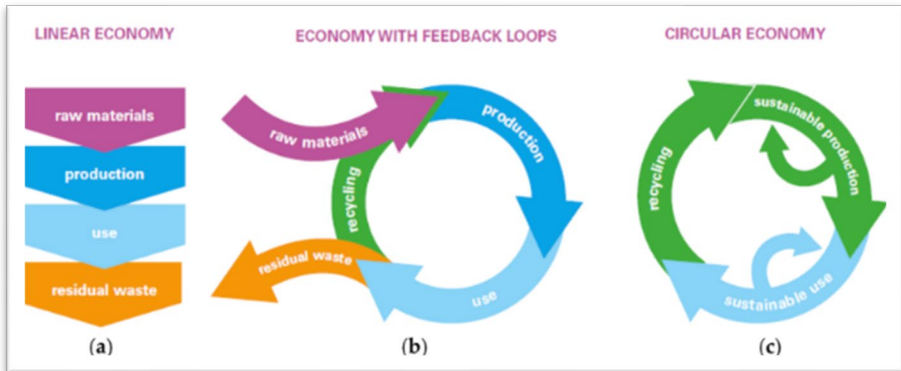 LINEAR ECONOMY
raw materials
production
use
residual waste
(a)
ECONOMY WITH FEEDBACK LOOPS
raw materials
production
recycling
residual waste
use
(b)
CIRCULAR ECONOMY
sustainable production
recycling
sustainable use
(c)